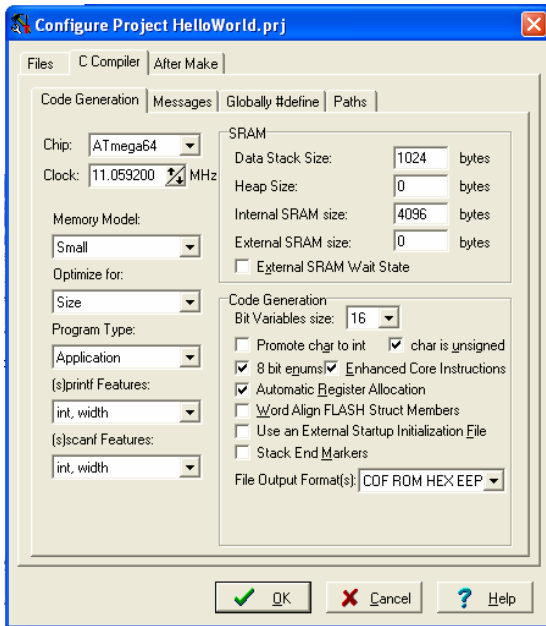 Configure Project HelloWorld.prj
Files C Compiler After Make
Code Generation Messages Globally #define Paths
Chip: ATmega64
Clock: 11.059200 MHz
Memory Model:
Small
Optimize for:
Size
Program Type:
Application
(s)printf Features:
int, width
(s)scanf Features:
int, width
SRAM
Data Stack Size: 1024 bytes
Heap Size: 0 bytes
Internal SRAM size: 4096 bytes
External SRAM size: 0 bytes
External SRAM Wait State
Code Generation
Bit Variables size: 16
Promote char to int char is unsigned
8 bit enums Enhanced Core Instructions
Automatic Register Allocation
Word Align FLASH Struct Members
Use an External Startup Initialization File
Stack End Markers
File Output Format(s): COF ROM HEX EEP
OK Cancel Help